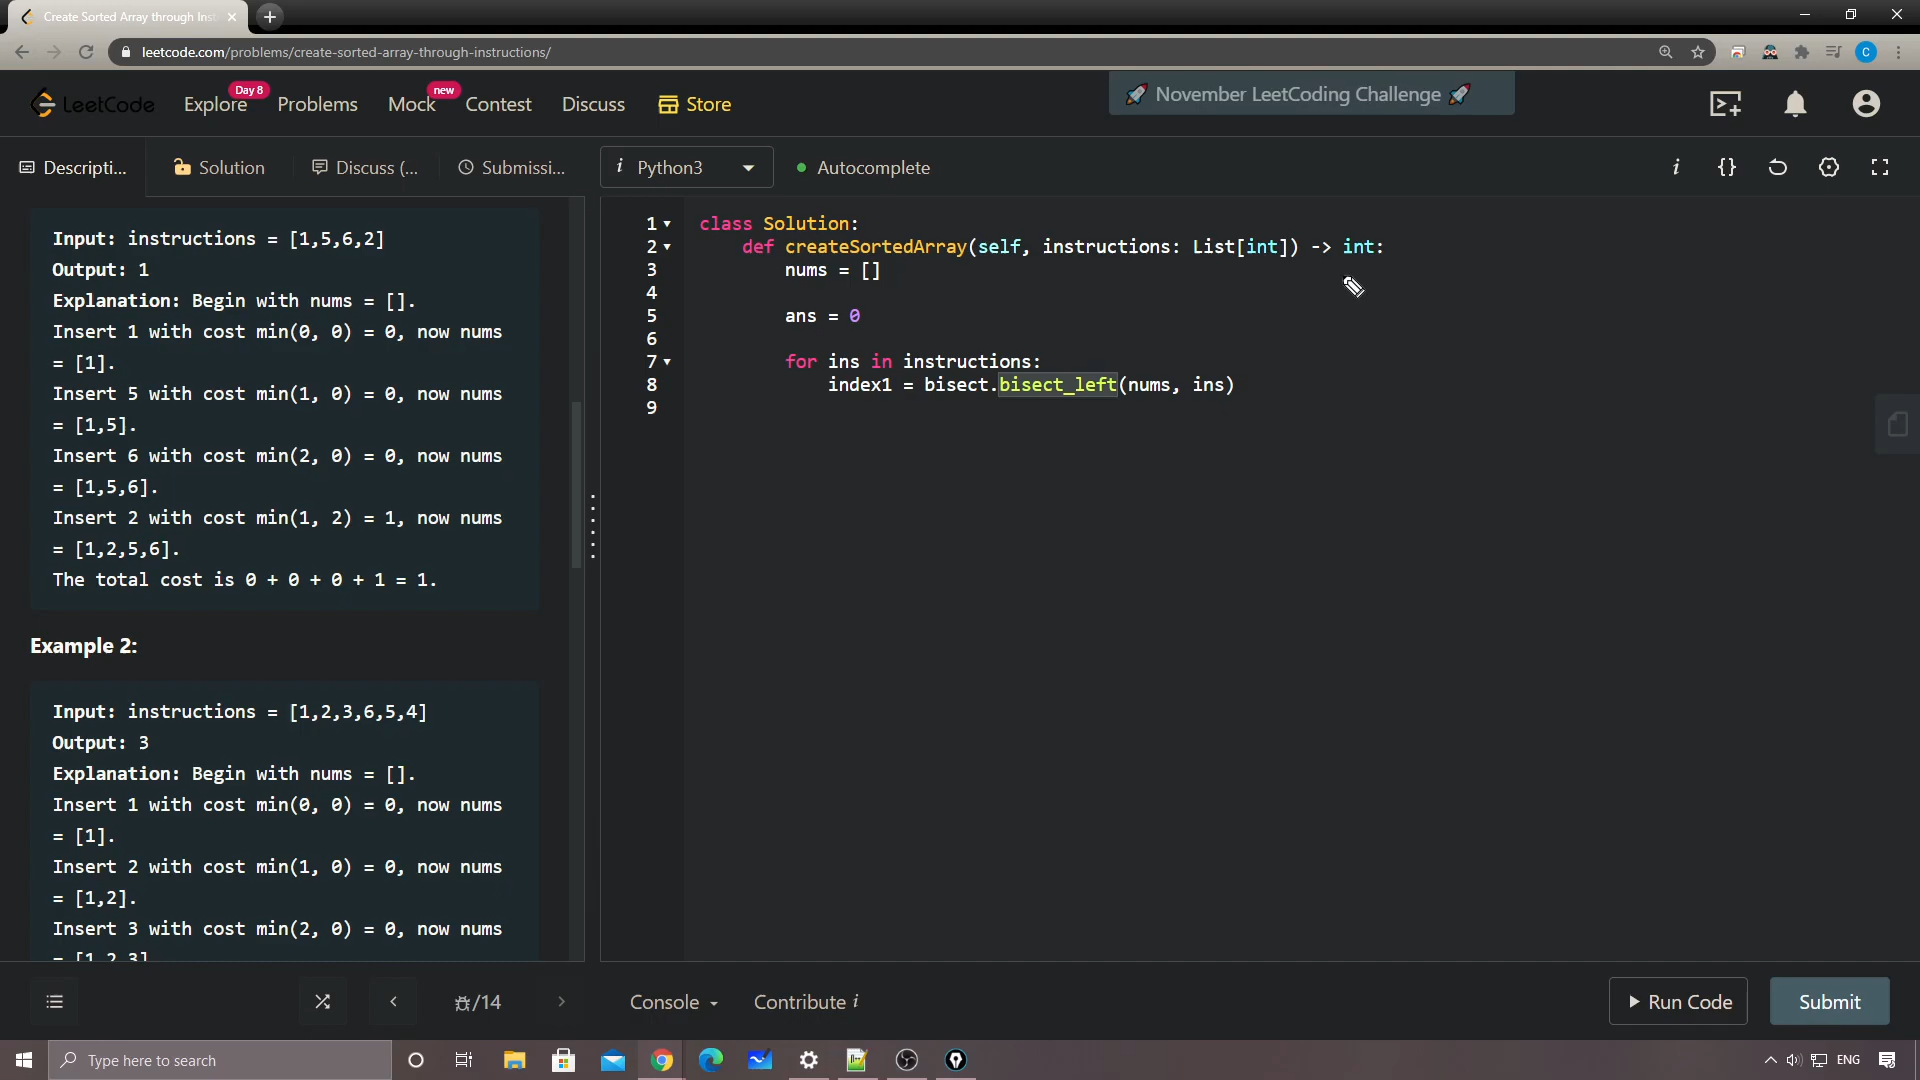 Create Sorted Array through Inst
leetcode.com/problems/create-sorted-array-through-instructions/
C
LeetCode
Explore
Day 8
Problems
Mock
new
Contest
Discuss
Store
🚀 November LeetCoding Challenge 🚀
Descripti...
Solution
Discuss (...
Submissi...
i Python3
Autocomplete
i {}
Input: instructions = [1,5,6,2]
Output: 1
Explanation: Begin with nums = [].
Insert 1 with cost min(0, 0) = 0, now nums
= [1].
Insert 5 with cost min(1, 0) = 0, now nums
= [1,5].
Insert 6 with cost min(2, 0) = 0, now nums
= [1,5,6].
Insert 2 with cost min(1, 2) = 1, now nums
= [1,2,5,6].
The total cost is 0 + 0 + 0 + 1 = 1.
Example 2:
Input: instructions = [1,2,3,6,5,4]
Output: 3
Explanation: Begin with nums = [].
Insert 1 with cost min(0, 0) = 0, now nums
= [1].
Insert 2 with cost min(1, 0) = 0, now nums
= [1,2].
Insert 3 with cost min(2, 0) = 0, now nums
= [1,2,3]
1 class Solution:
2 def createSortedArray(self, instructions: List[int]) -> int:
3 nums = []
4
5 ans = 0
6
7 for ins in instructions:
8 index1 = bisect.bisect_left(nums, ins)
9
/14
Console
Contribute i
Run Code
Submit
Type here to search
ENG